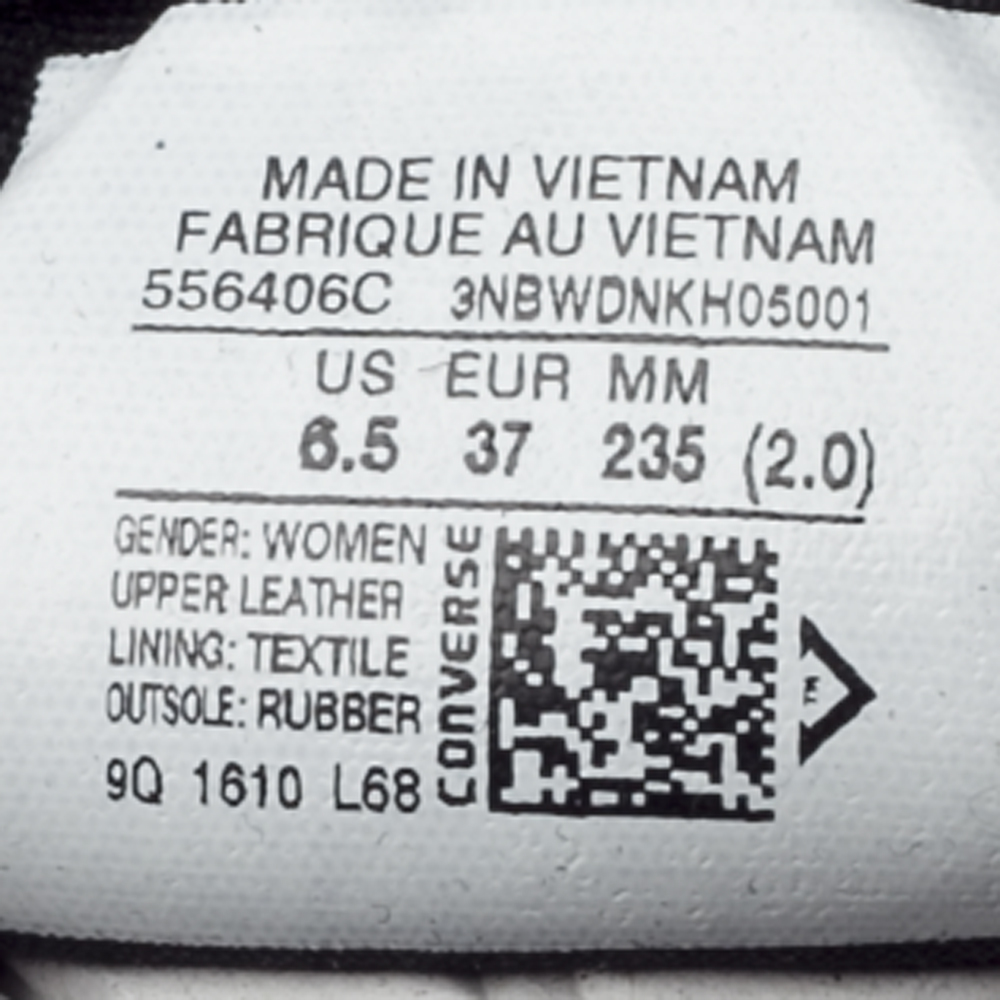 MADE IN VIETNAM
FABRIQUE AU VIETNAM
556406C 3NBWDNKH05001
US EUR MM
6.5 37 235 (2.0)
GENDER: WOMEN
UPPER LEATHER
LINING: TEXTILE
OUTSOLE: RUBBER
9Q 1610 L68
CONVERSE
TM